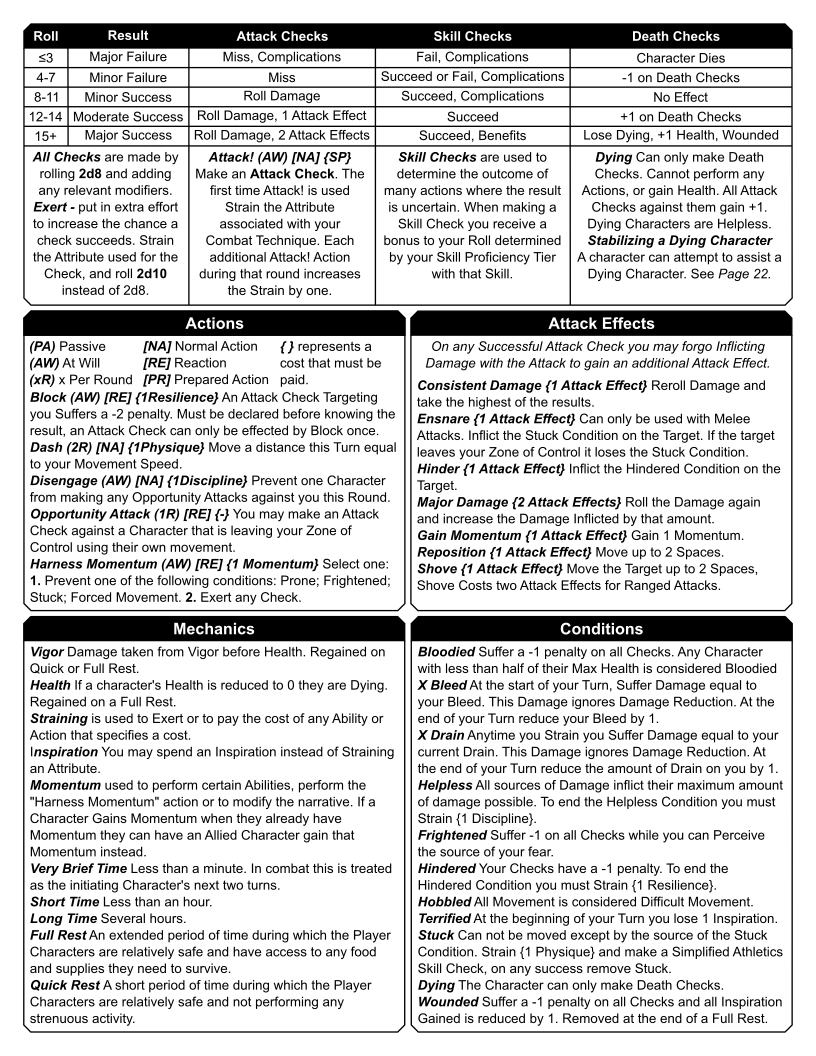 Roll Result Attack Checks Skill Checks Death Checks
≤3 Major Failure Miss, Complications Fail, Complications Character Dies
4-7 Minor Failure Miss Succeed or Fail, Complications -1 on Death Checks
8-11 Minor Success Roll Damage Succeed, Complications No Effect
12-14 Moderate Success Roll Damage, 1 Attack Effect Succeed +1 on Death Checks
15+ Major Success Roll Damage, 2 Attack Effects Succeed, Benefits Lose Dying, +1 Health, Wounded
All Checks are made by
rolling 2d8 and adding
any relevant modifiers.
Exert - put in extra effort
to increase the chance a
check succeeds. Strain
the Attribute used for the
Check, and roll 2d10
instead of 2d8.
Attack! (AW) [NA] {SP}
Make an Attack Check. The
first time Attack! is used
Strain the Attribute
associated with your
Combat Technique. Each
additional Attack! Action
during that round increases
the Strain by one.
Skill Checks are used to
determine the outcome of
many actions where the result
is uncertain. When making a
Skill Check you receive a
bonus to your Roll determined
by your Skill Proficiency Tier
with that Skill.
Dying Can only make Death
Checks. Cannot perform any
Actions, or gain Health. All Attack
Checks against them gain +1.
Dying Characters are Helpless.
Stabilizing a Dying Character
A character can attempt to assist a
Dying Character. See Page 22.
Actions
(PA) Passive [NA] Normal Action { } represents a
(AW) At Will [RE] Reaction cost that must be
(xR) x Per Round [PR] Prepared Action paid.
Block (AW) [RE] {1Resilience} An Attack Check Targeting
you Suffers a -2 penalty. Must be declared before knowing the
result, an Attack Check can only be effected by Block once.
Dash (2R) [NA] {1Physique} Move a distance this Turn equal
to your Movement Speed.
Disengage (AW) [NA] {1Discipline} Prevent one Character
from making any Opportunity Attacks against you this Round.
Opportunity Attack (1R) [RE] {-} You may make an Attack
Check against a Character that is leaving your Zone of
Control using their own movement.
Harness Momentum (AW) [RE] {1 Momentum} Select one:
1. Prevent one of the following conditions: Prone; Frightened;
Stuck; Forced Movement. 2. Exert any Check.
Attack Effects
On any Successful Attack Check you may forgo Inflicting
Damage with the Attack to gain an additional Attack Effect.
Consistent Damage {1 Attack Effect} Reroll Damage and
take the highest of the results.
Ensnare {1 Attack Effect} Can only be used with Melee
Attacks. Inflict the Stuck Condition on the Target. If the target
leaves your Zone of Control it loses the Stuck Condition.
Hinder {1 Attack Effect} Inflict the Hindered Condition on the
Target.
Major Damage {2 Attack Effects} Roll the Damage again
and increase the Damage Inflicted by that amount.
Gain Momentum {1 Attack Effect} Gain 1 Momentum.
Reposition {1 Attack Effect} Move up to 2 Spaces.
Shove {1 Attack Effect} Move the Target up to 2 Spaces,
Shove Costs two Attack Effects for Ranged Attacks.
Mechanics
Vigor Damage taken from Vigor before Health. Regained on
Quick or Full Rest.
Health If a character's Health is reduced to 0 they are Dying.
Regained on a Full Rest.
Straining is used to Exert or to pay the cost of any Ability or
Action that specifies a cost.
Inspiration You may spend an Inspiration instead of Straining
an Attribute.
Momentum used to perform certain Abilities, perform the
"Harness Momentum" action or to modify the narrative. If a
Character Gains Momentum when they already have
Momentum they can have an Allied Character gain that
Momentum instead.
Very Brief Time Less than a minute. In combat this is treated
as the initiating Character's next two turns.
Short Time Less than an hour.
Long Time Several hours.
Full Rest An extended period of time during which the Player
Characters are relatively safe and have access to any food
and supplies they need to survive.
Quick Rest A short period of time during which the Player
Characters are relatively safe and not performing any
strenuous activity.
Conditions
Bloodied Suffer a -1 penalty on all Checks. Any Character
with less than half of their Max Health is considered Bloodied
X Bleed At the start of your Turn, Suffer Damage equal to
your Bleed. This Damage ignores Damage Reduction. At the
end of your Turn reduce your Bleed by 1.
X Drain Anytime you Strain you Suffer Damage equal to your
current Drain. This Damage ignores Damage Reduction. At
the end of your Turn reduce the amount of Drain on you by 1.
Helpless All sources of Damage inflict their maximum amount
of damage possible. To end the Helpless Condition you must
Strain {1 Discipline}.
Frightened Suffer -1 on all Checks while you can Perceive
the source of your fear.
Hindered Your Checks have a -1 penalty. To end the
Hindered Condition you must Strain {1 Resilience}.
Hobbled All Movement is considered Difficult Movement.
Terrified At the beginning of your Turn you lose 1 Inspiration.
Stuck Can not be moved except by the source of the Stuck
Condition. Strain {1 Physique} and make a Simplified Athletics
Skill Check, on any success remove Stuck.
Dying The Character can only make Death Checks.
Wounded Suffer a -1 penalty on all Checks and all Inspiration
Gained is reduced by 1. Removed at the end of a Full Rest.